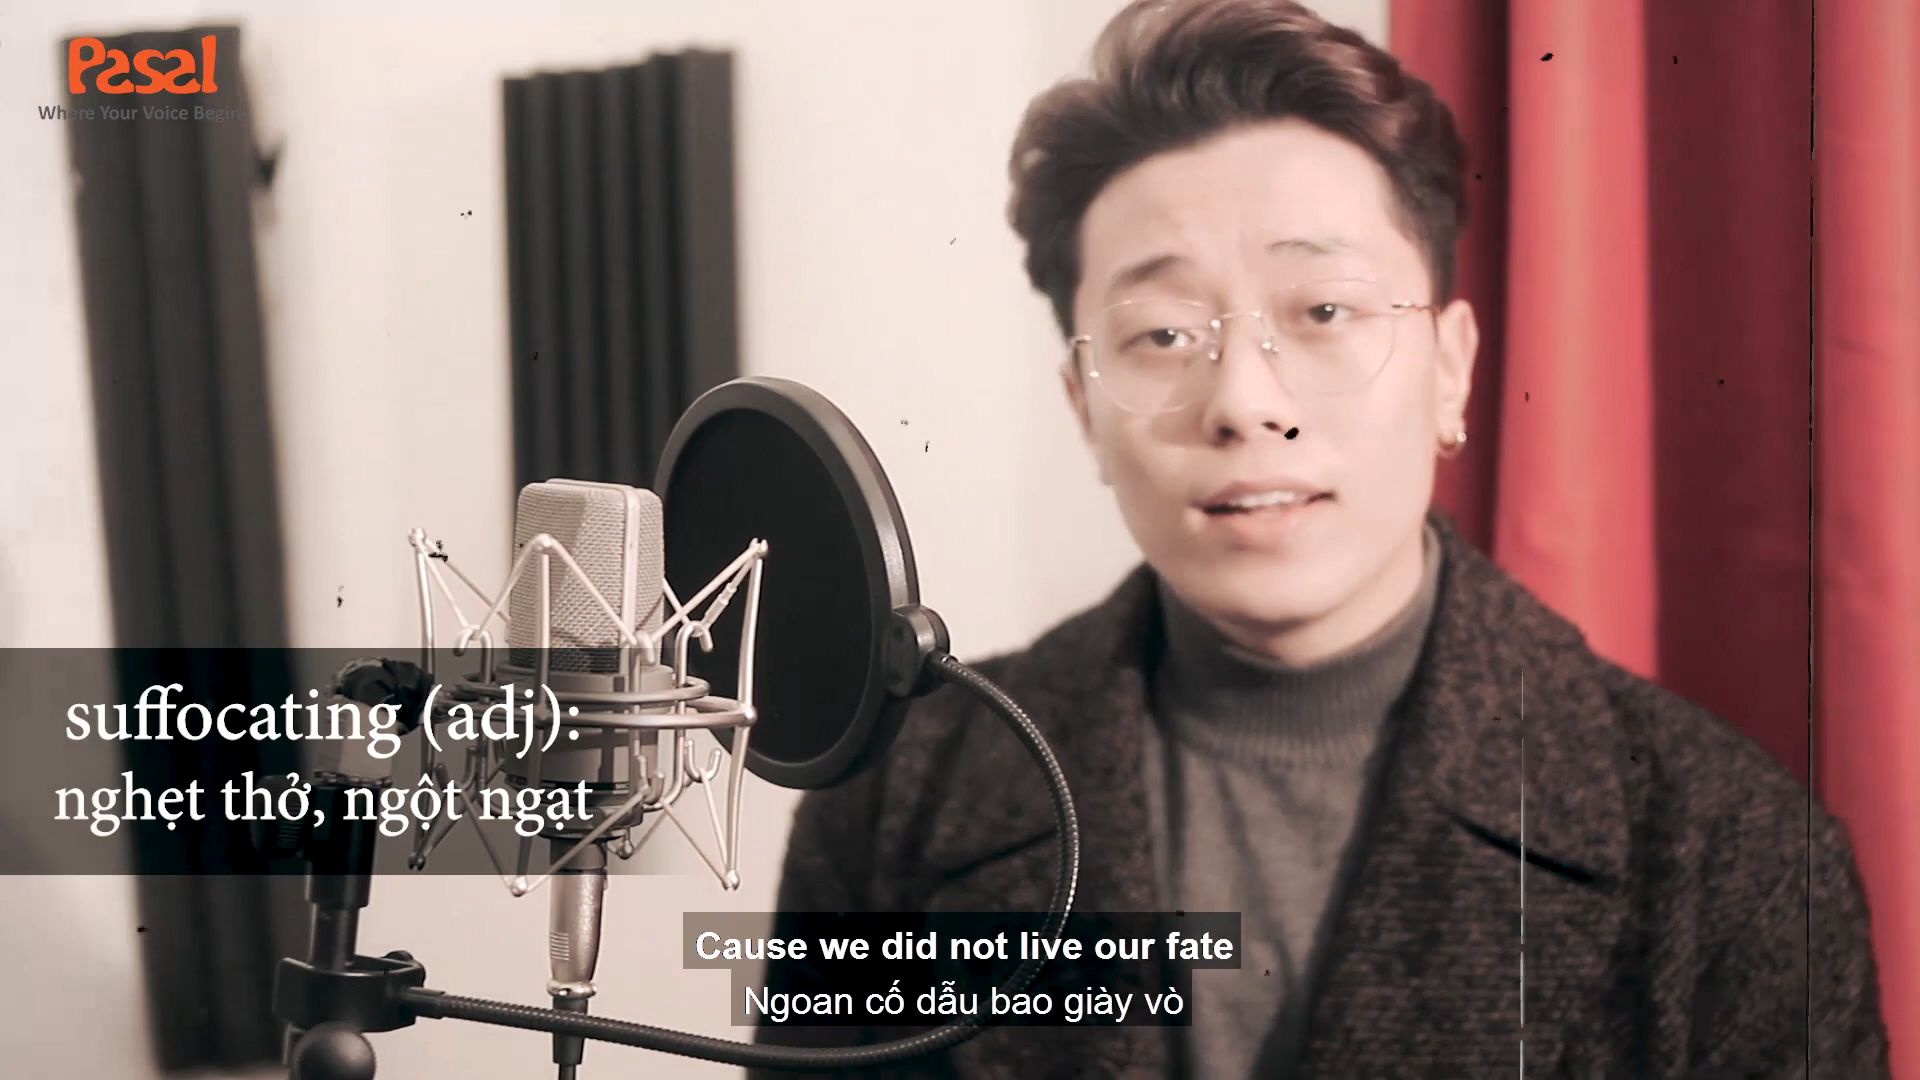 Pasal
Where Your Voice Begin
suffocating (adj):
nghẹt thở, ngột ngạt
Cause we did not live our fate
Ngoan cố dẫu bao giày vò